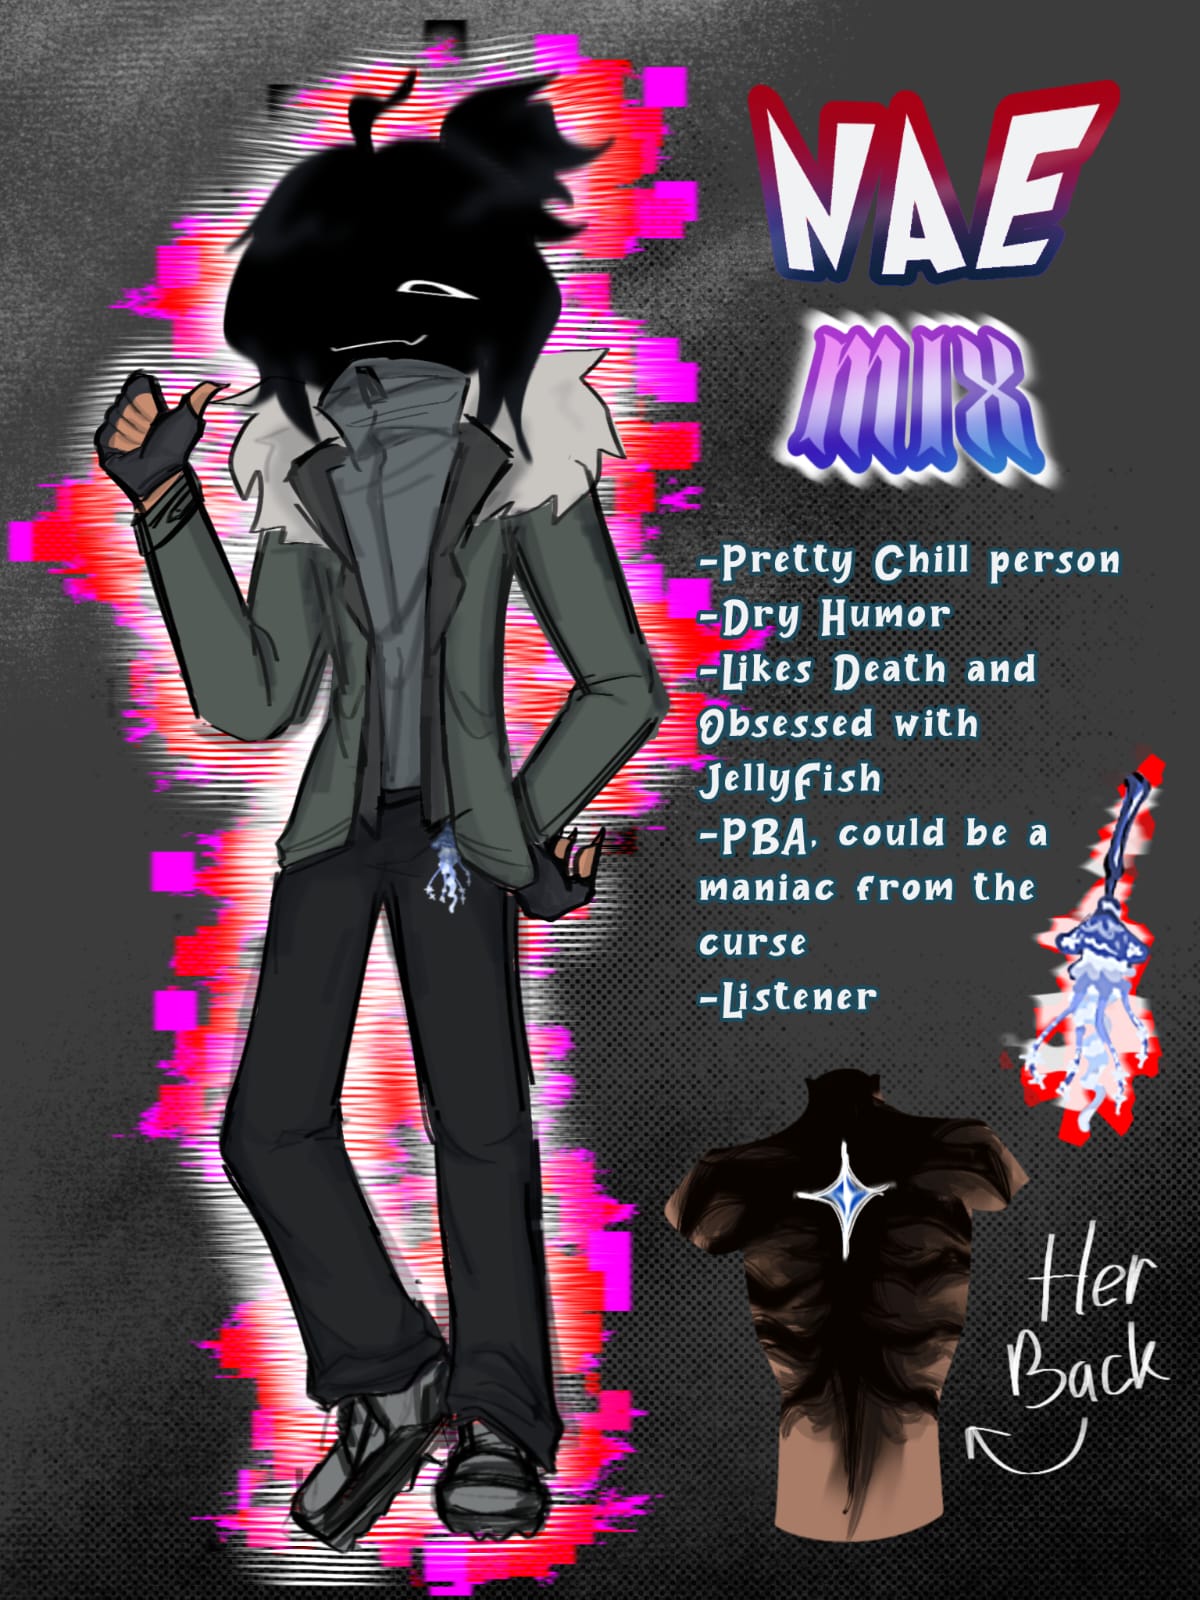 NAE
MIX
-Pretty Chill person
-Dry Humor
-Likes Death and
Obsessed with
JellyFish
-PBA, could be a
maniac from the
curse
-Listener
Her
Back